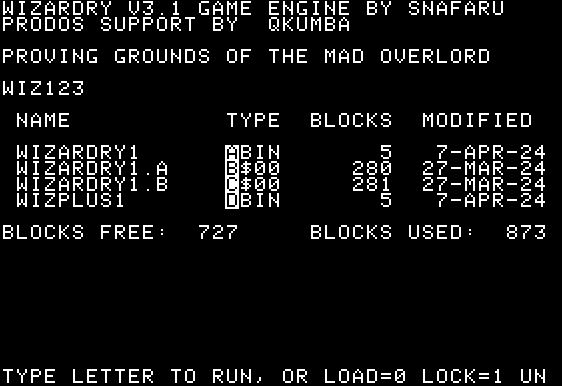 WIZARDRY V3.1 GAME ENGINE BY SNAFARU
PRODOS SUPPORT BY QKUMBA
PROVING GROUNDS OF THE MAD OVERLORD
WIZ123
NAME TYPE BLOCKS MODIFIED
WIZARDRY1 ABIN 5 7-APR-24
WIZARDRY1.A B$00 280 27-MAR-24
WIZARDRY1.B C$00 281 27-MAR-24
WIZPLUS1 DBIN 5 7-APR-24
BLOCKS FREE: 727 BLOCKS USED: 873
TYPE LETTER TO RUN, OR LOAD=0 LOCK=1 UN